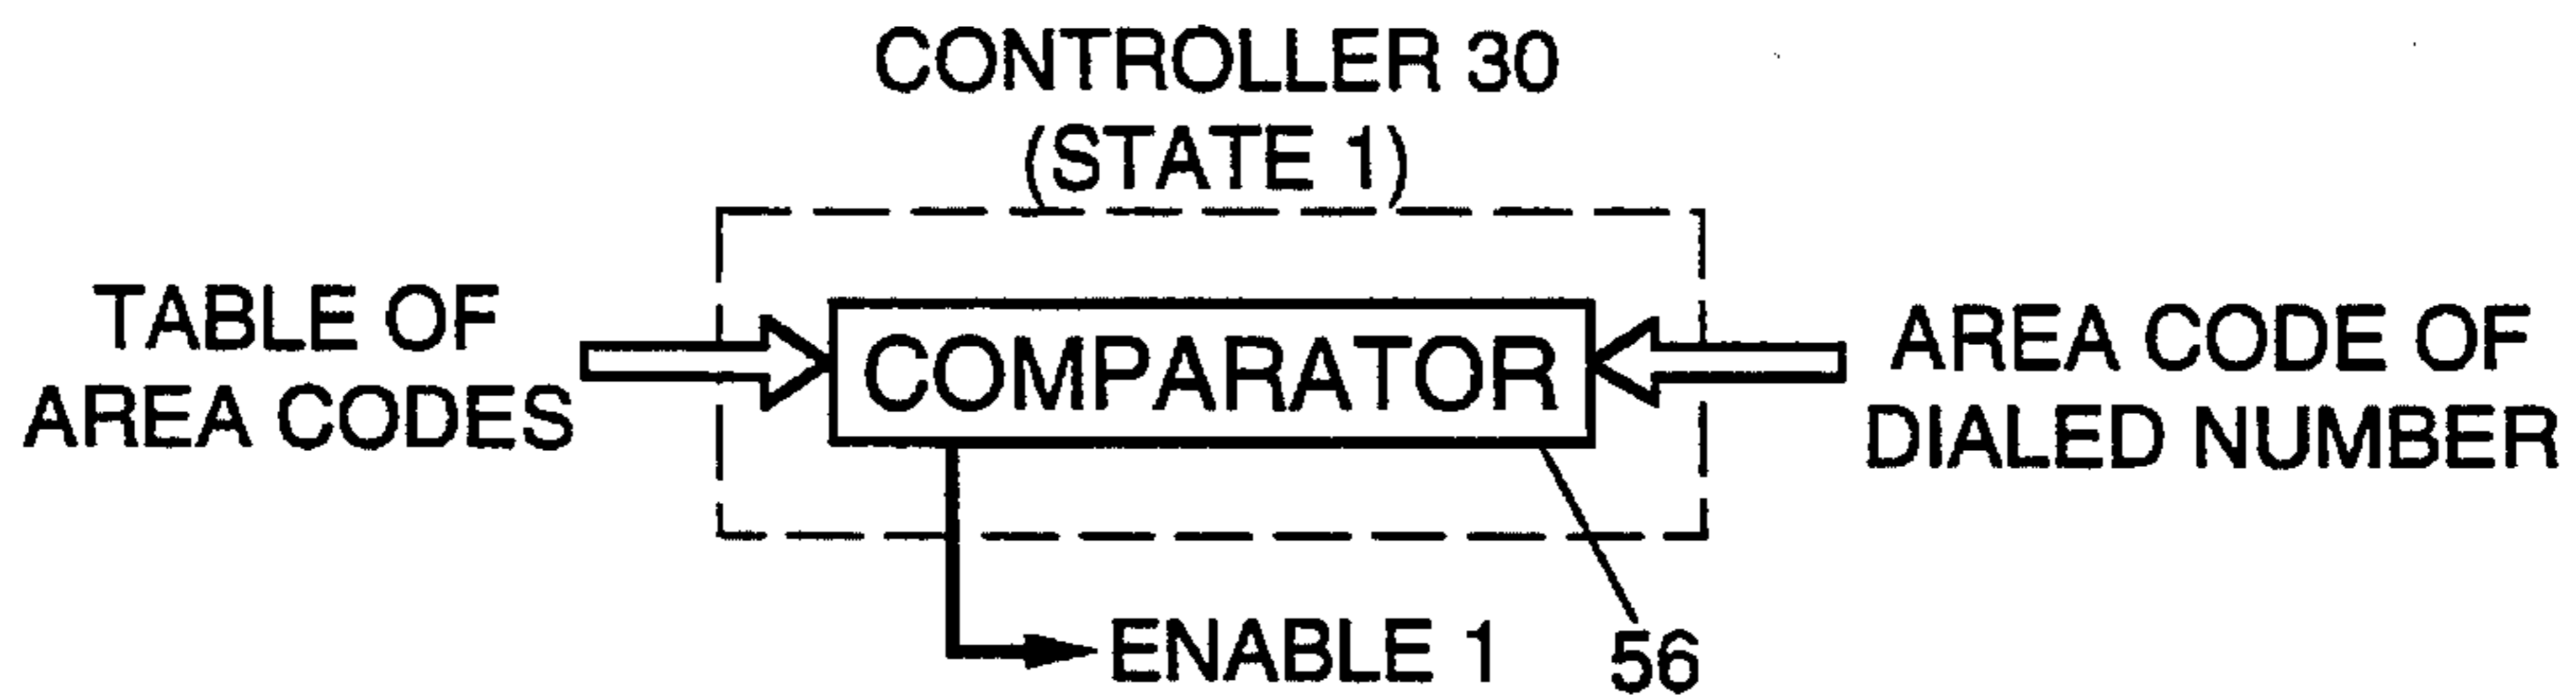 CONTROLLER 30
(STATE 1)
TABLE OF
AREA CODES
COMPARATOR
AREA CODE OF
DIALED NUMBER
ENABLE 1
56